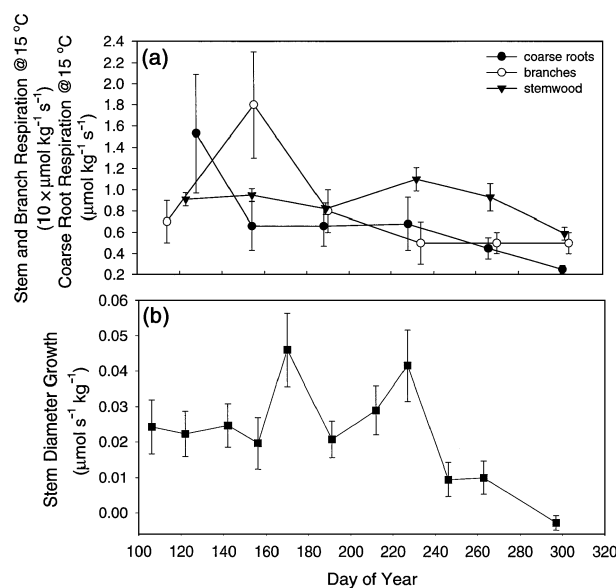 Stem and Branch Respiration @ 15 °C
(10 × μmol kg⁻¹ s⁻¹)
Coarse Root Respiration @ 15 °C
(μmol kg⁻¹ s⁻¹)
2.4
2.2
2.0
1.8
1.6
1.4
1.2
1.0
0.8
0.6
0.4
0.2
(a)
coarse roots
branches
stemwood
Stem Diameter Growth
(μmol s⁻¹ kg⁻¹)
0.06
0.05
0.04
0.03
0.02
0.01
0.00
(b)
100 120 140 160 180 200 220 240 260 280 300 320
Day of Year